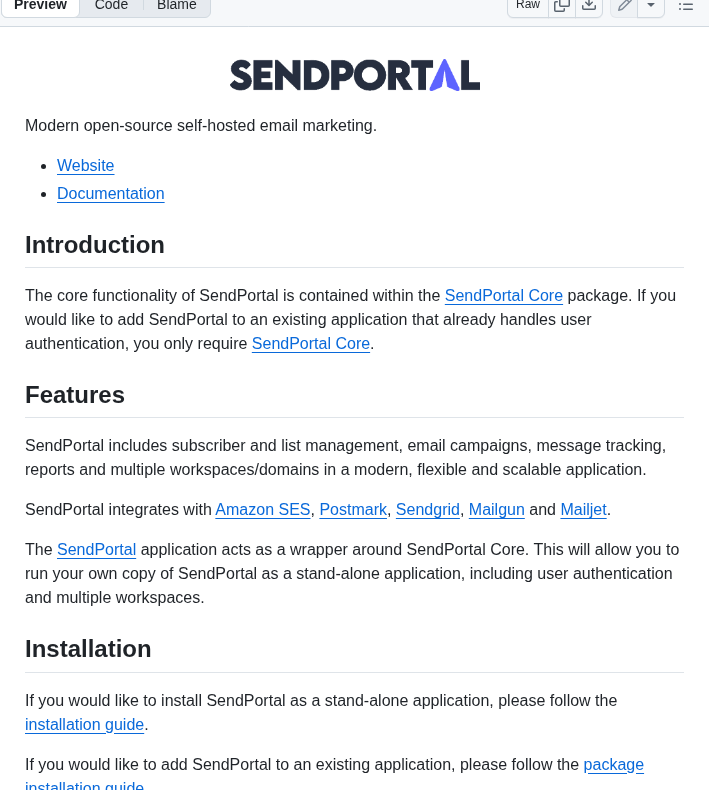 Preview Code Blame Raw
SENDPORTAL
Modern open-source self-hosted email marketing.
Website
Documentation
Introduction
The core functionality of SendPortal is contained within the SendPortal Core package. If you
would like to add SendPortal to an existing application that already handles user
authentication, you only require SendPortal Core.
Features
SendPortal includes subscriber and list management, email campaigns, message tracking,
reports and multiple workspaces/domains in a modern, flexible and scalable application.
SendPortal integrates with Amazon SES, Postmark, Sendgrid, Mailgun and Mailjet.
The SendPortal application acts as a wrapper around SendPortal Core. This will allow you to
run your own copy of SendPortal as a stand-alone application, including user authentication
and multiple workspaces.
Installation
If you would like to install SendPortal as a stand-alone application, please follow the
installation guide.
If you would like to add SendPortal to an existing application, please follow the package
installation guide.